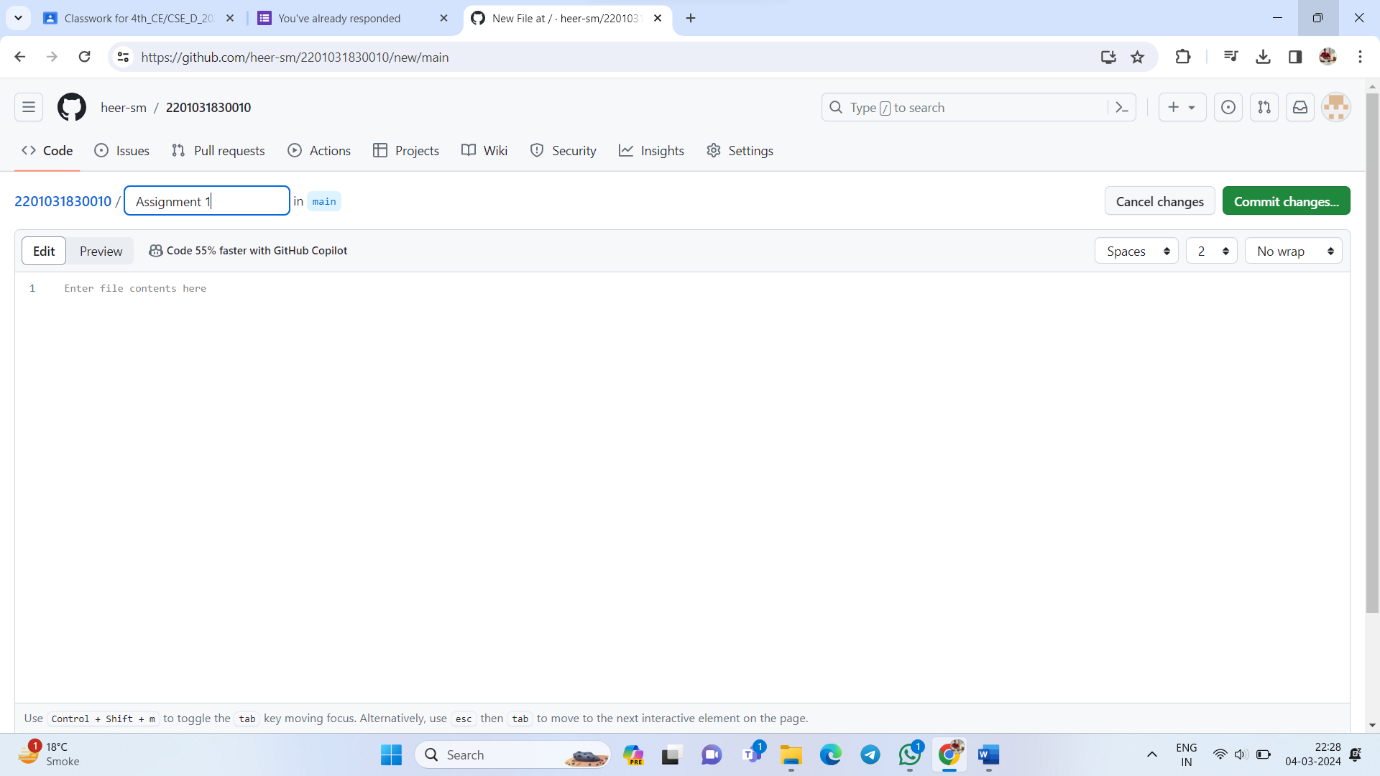 Classwork for 4th_CE/CSE_D_20
You've already responded
New File at / · heer-sm/2201031
https://github.com/heer-sm/2201031830010/new/main
heer-sm / 2201031830010
Type / to search
Code
Issues
Pull requests
Actions
Projects
Wiki
Security
Insights
Settings
2201031830010 / Assignment 1 in main
Cancel changes
Commit changes...
Edit
Preview
Code 55% faster with GitHub Copilot
Spaces
2
No wrap
1 Enter file contents here
Use Control + Shift + m to toggle the tab key moving focus. Alternatively, use esc then tab to move to the next interactive element on the page.
1
18°C
Smoke
Search
PRE
1
1
ENG
IN
22:28
04-03-2024